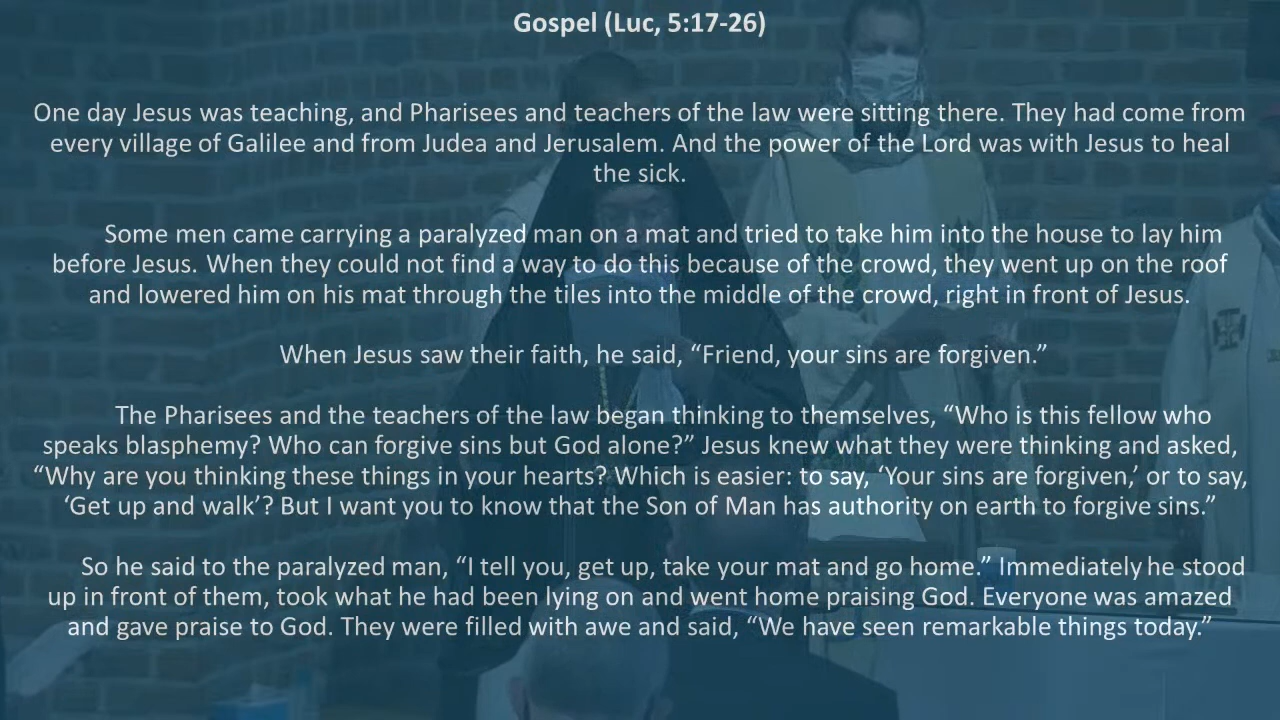 Gospel (Luc, 5:17-26)
One day Jesus was teaching, and Pharisees and teachers of the law were sitting there. They had come from
every village of Galilee and from Judea and Jerusalem. And the power of the Lord was with Jesus to heal
the sick.
Some men came carrying a paralyzed man on a mat and tried to take him into the house to lay him
before Jesus. When they could not find a way to do this because of the crowd, they went up on the roof
and lowered him on his mat through the tiles into the middle of the crowd, right in front of Jesus.
When Jesus saw their faith, he said, “Friend, your sins are forgiven.”
The Pharisees and the teachers of the law began thinking to themselves, “Who is this fellow who
speaks blasphemy? Who can forgive sins but God alone?” Jesus knew what they were thinking and asked,
“Why are you thinking these things in your hearts? Which is easier: to say, ‘Your sins are forgiven,’ or to say,
‘Get up and walk’? But I want you to know that the Son of Man has authority on earth to forgive sins.”
So he said to the paralyzed man, “I tell you, get up, take your mat and go home.” Immediately he stood
up in front of them, took what he had been lying on and went home praising God. Everyone was amazed
and gave praise to God. They were filled with awe and said, “We have seen remarkable things today.”